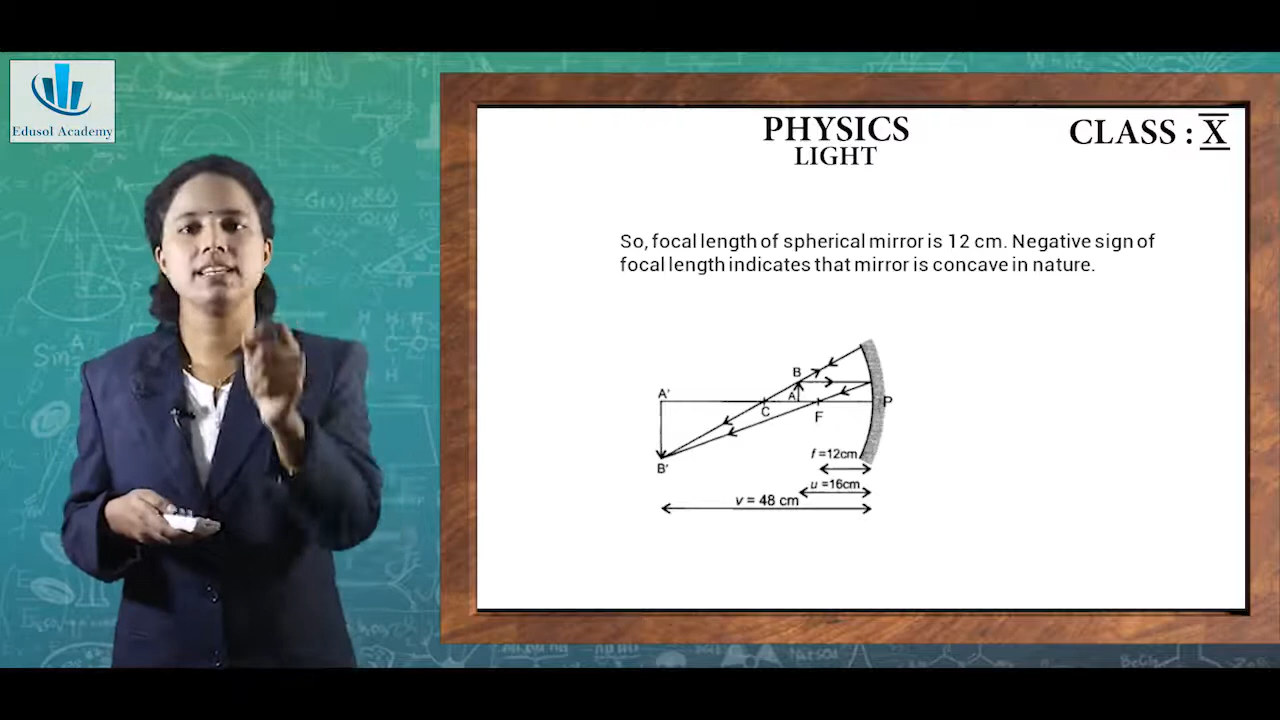 Edusol Academy
PHYSICS
LIGHT
CLASS : X
So, focal length of spherical mirror is 12 cm. Negative sign of
focal length indicates that mirror is concave in nature.
B
A'
A
C
F
P
B'
f =12cm
u =16cm
v = 48 cm